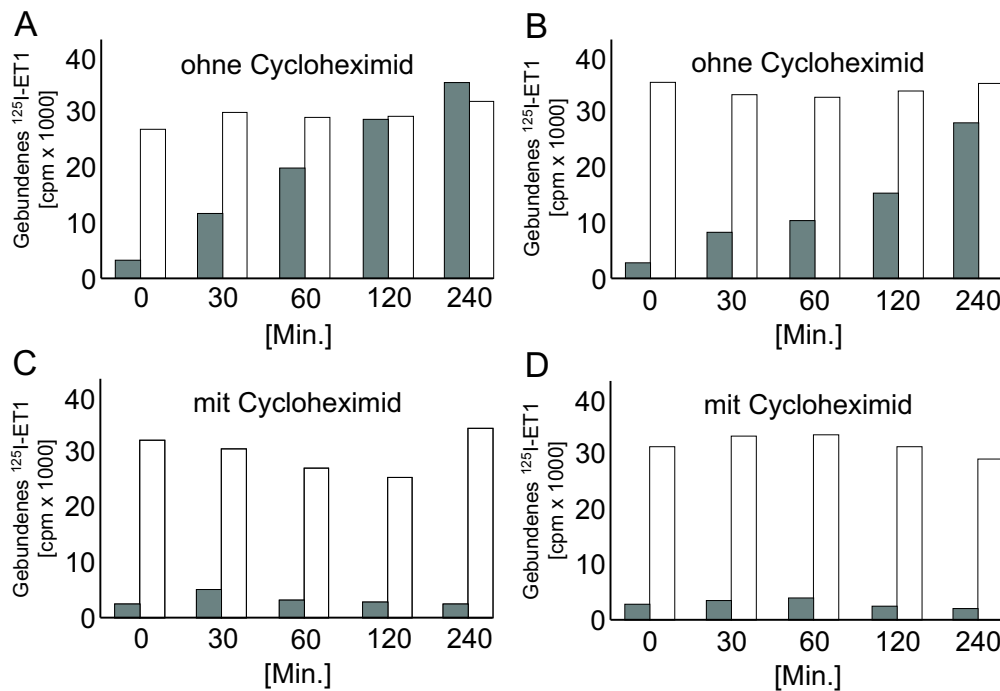 A
Gebundenes ¹²⁵I-ET1
[cpm x 1000]
ohne Cycloheximid
40
30
20
10
0
0 30 60 120 240
[Min.]
B
Gebundenes ¹²⁵I-ET1
[cpm x 1000]
ohne Cycloheximid
40
30
20
10
0
0 30 60 120 240
[Min.]
C
Gebundenes ¹²⁵I-ET1
[cpm x 1000]
mit Cycloheximid
40
30
20
10
0
0 30 60 120 240
[Min.]
D
Gebundenes ¹²⁵I-ET1
[cpm x 1000]
mit Cycloheximid
40
30
20
10
0
0 30 60 120 240
[Min.]